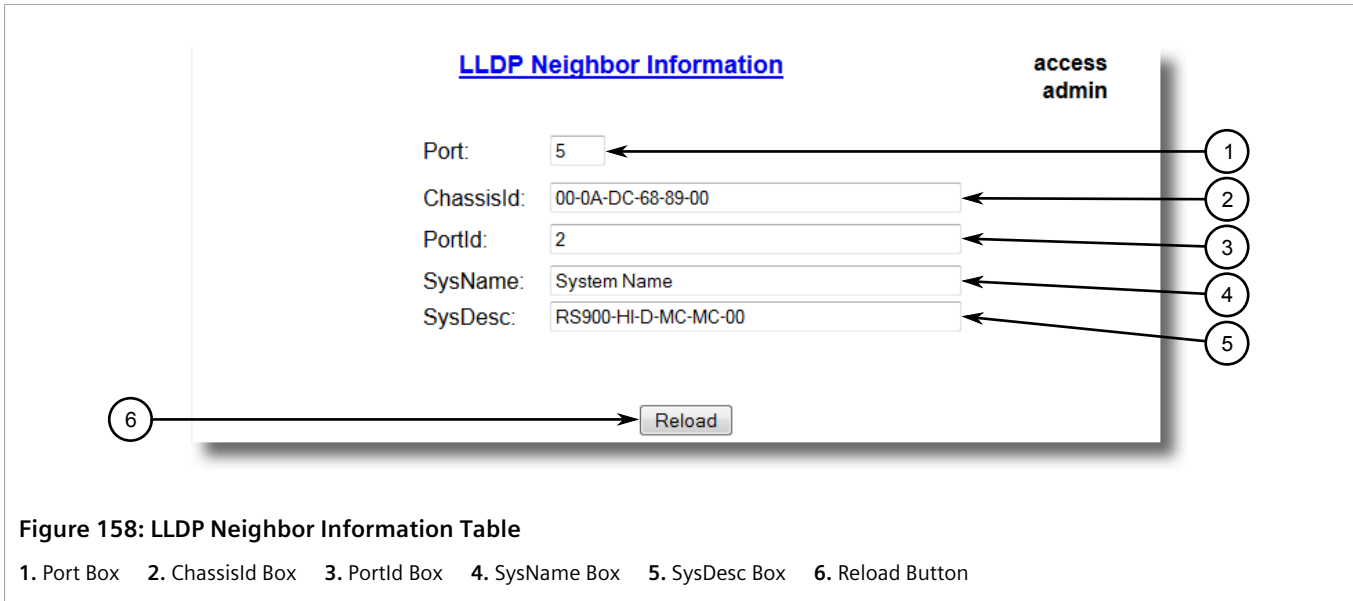 LLDP Neighbor Information
access
admin
Port: 5 1
ChassisId: 00-0A-DC-68-89-00 2
PortId: 2 3
SysName: System Name 4
SysDesc: RS900-HI-D-MC-MC-00 5
6 Reload
Figure 158: LLDP Neighbor Information Table
1. Port Box 2. ChassisId Box 3. PortId Box 4. SysName Box 5. SysDesc Box 6. Reload Button